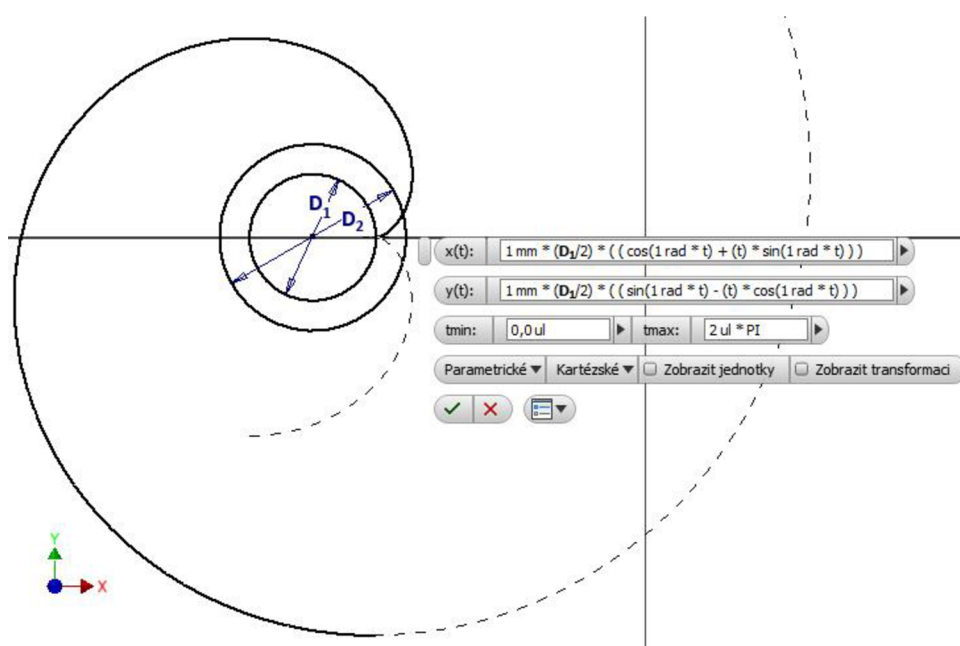 D₁
D₂
x(t): 1 mm * (D₁/2) * ( ( cos(1 rad * t) + (t) * sin(1 rad * t) ) )
y(t): 1 mm * (D₁/2) * ( ( sin(1 rad * t) - (t) * cos(1 rad * t) ) )
tmin: 0,0 ul tmax: 2 ul * PI
Parametrické Kartézské Zobrazit jednotky Zobrazit transformaci
Y
X